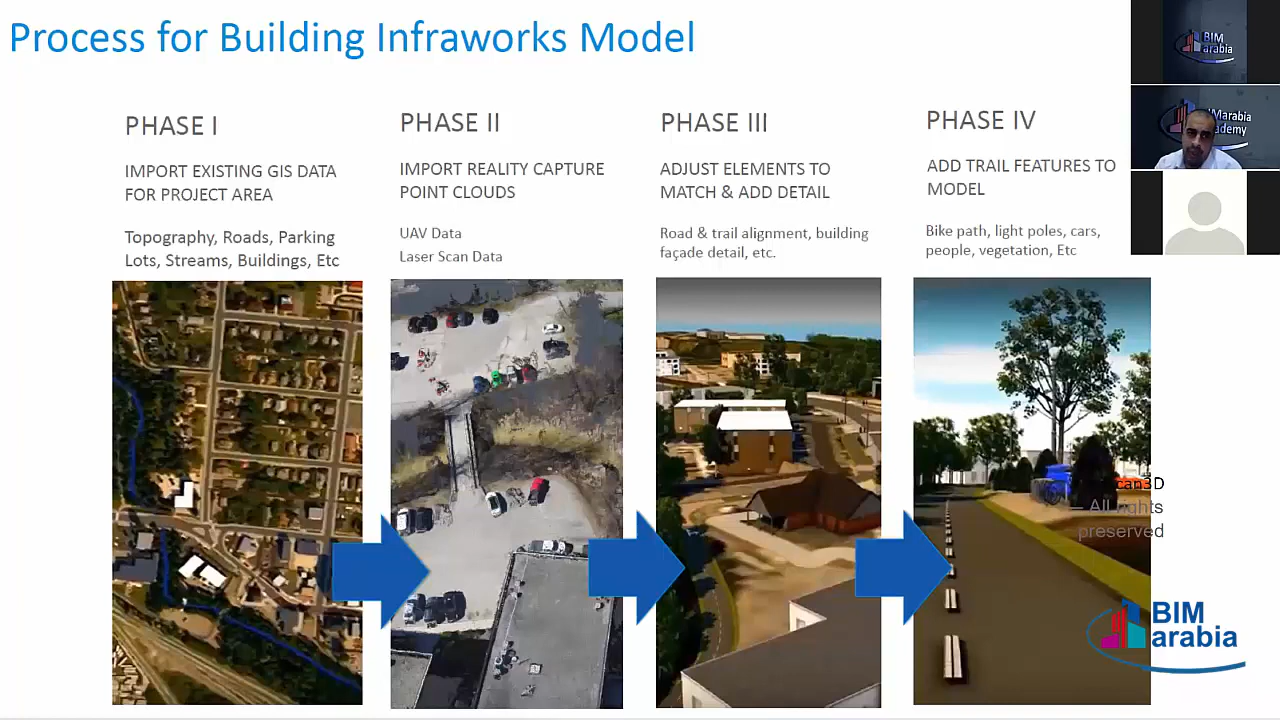 Process for Building Infraworks Model
PHASE I
IMPORT EXISTING GIS DATA
FOR PROJECT AREA
Topography, Roads, Parking
Lots, Streams, Buildings, Etc
PHASE II
IMPORT REALITY CAPTURE
POINT CLOUDS
UAV Data
Laser Scan Data
PHASE III
ADJUST ELEMENTS TO
MATCH & ADD DETAIL
Road & trail alignment, building
façade detail, etc.
PHASE IV
ADD TRAIL FEATURES TO
MODEL
Bike path, light poles, cars,
people, vegetation, Etc
BIM
arabia
All rights
preserved
BIM
arabia